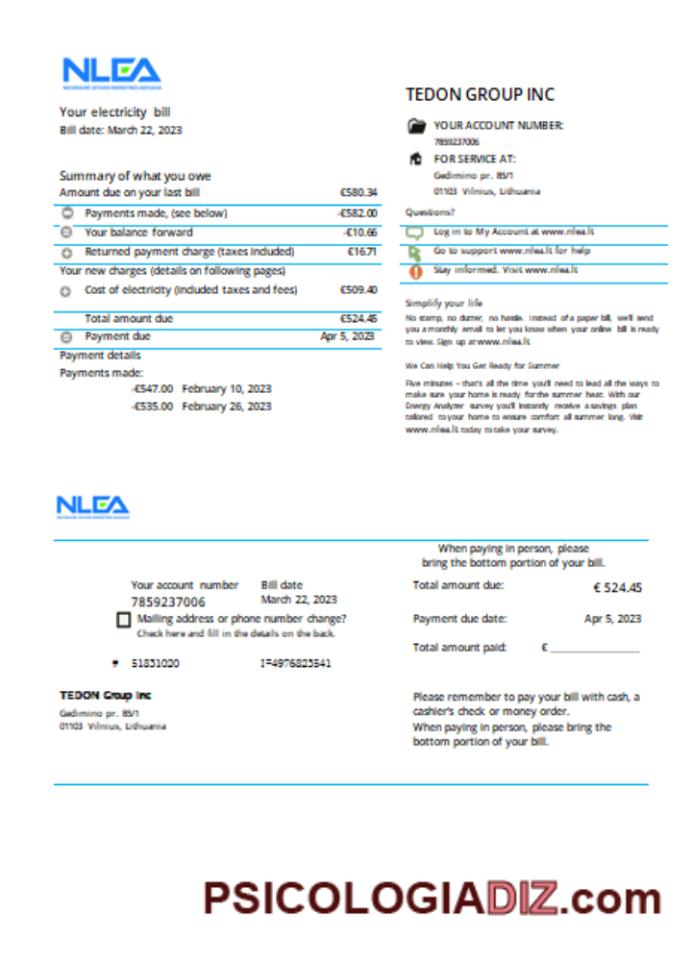 NLEA
Your electricity bill
Bill date: March 22, 2023
Summary of what you owe
Amount due on your last bill €580.34
Payments made, (see below) -€582.00
Your balance forward -€10.66
Returned payment charge (taxes included) €16.71
Your new charges (details on following pages)
Cost of electricity (included taxes and fees) €509.40
Total amount due €524.45
Payment due Apr 5, 2023
Payment details
Payments made:
-€547.00 February 10, 2023
-€535.00 February 26, 2023
TEDON GROUP INC
YOUR ACCOUNT NUMBER:
7859237006
FOR SERVICE AT:
Gedimino pr. 85/1
01103 Vilnius, Lithuania
Questions?
Log in to My Account at www.nlea.lt
Go to support www.nlea.lt for help
Stay informed. Visit www.nlea.lt
Simplify your life
No stamp, no clutter, no hassle. Instead of a paper bill, we'll send
you a monthly email to let you know when your online bill is ready
to view. Sign up at www.nlea.lt.
We Can Help You Get Ready for Summer
Five minutes – that's all the time you'll need to lead all the ways to
make sure your home is ready for the summer heat. With our
Energy Analyzer survey you'll instantly receive a savings plan
tailored to your home to ensure comfort all summer long. Visit
www.nlea.lt today to take your survey.
NLEA
When paying in person, please
bring the bottom portion of your bill.
Your account number Bill date
7859237006 March 22, 2023
Mailing address or phone number change?
Check here and fill in the details on the back.
51831020 1=4976823541
TEDON Group Inc
Gedimino pr. 85/1
01103 Vilnius, Lithuania
Total amount due: € 524.45
Payment due date: Apr 5, 2023
Total amount paid: €
Please remember to pay your bill with cash, a
cashier's check or money order.
When paying in person, please bring the
bottom portion of your bill.
PSICOLOGIADIZ.com